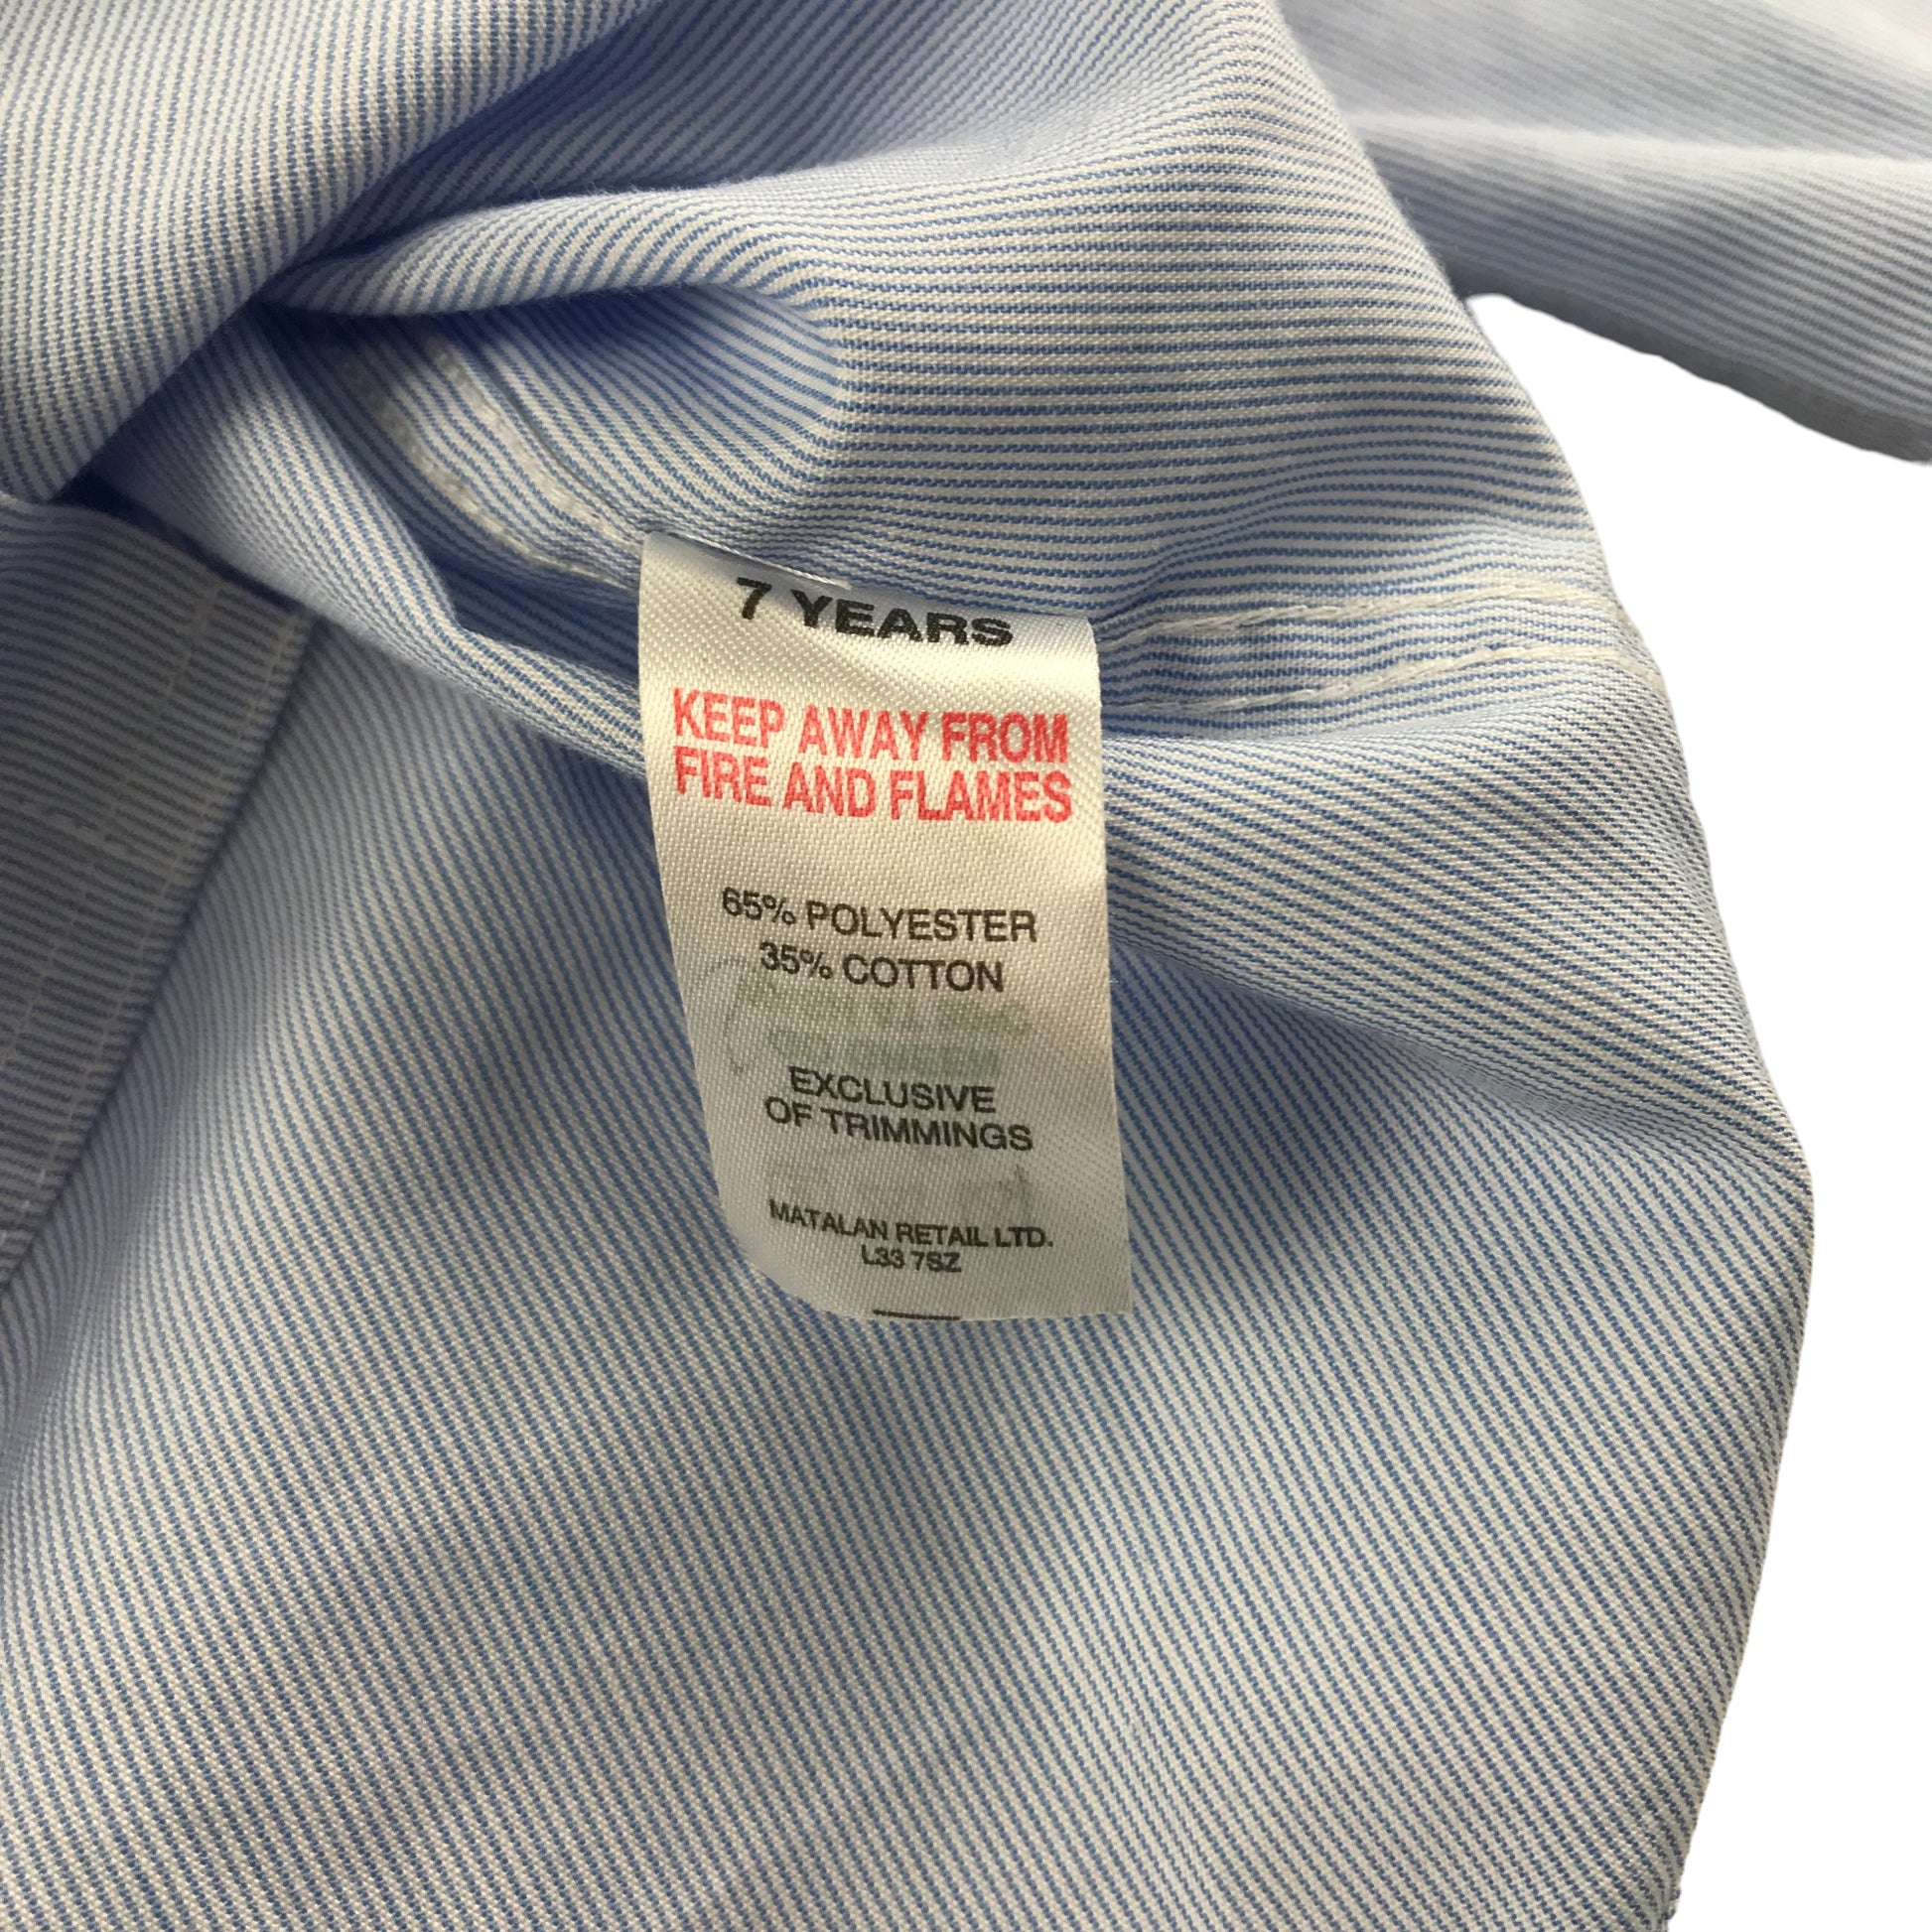 7 YEARS
KEEP AWAY FROM
FIRE AND FLAMES
65% POLYESTER
35% COTTON
EXCLUSIVE
OF TRIMMINGS
MATALAN RETAIL LTD.
L33 7SZ